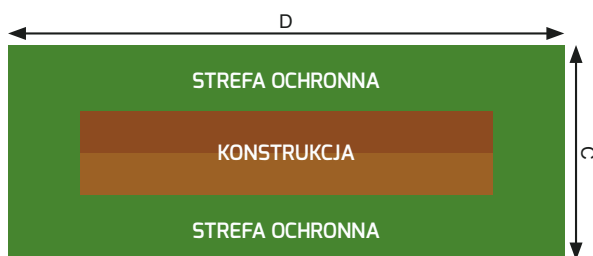 D
STREFA OCHRONNA
KONSTRUKCJA
C
STREFA OCHRONNA